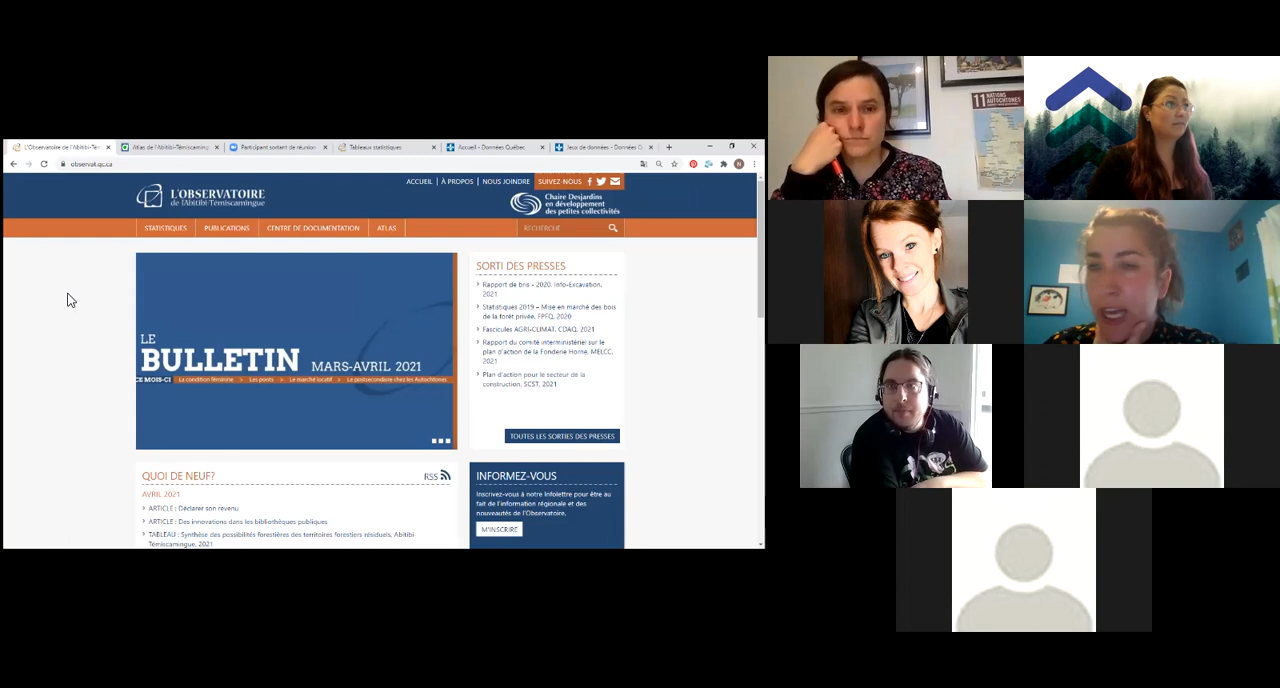 L'Observatoire de l'Abitibi-Tém
Atlas de l'Abitibi-Témiscaming
Participant sortent de réunion
Tableaux statistiques
Accueil - Données Québec
Jeux de données - Données Q
observat.qc.ca
ACCUEIL | À PROPOS | NOUS JOINDRE SUIVEZ-NOUS
L'OBSERVATOIRE
de l'Abitibi-Témiscamingue
Chaire Desjardins
en développement
des petites collectivités
STATISTIQUES PUBLICATIONS CENTRE DE DOCUMENTATION ATLAS RECHERCHE
LE
BULLETIN MARS-AVRIL 2021
CE MOIS-CI La condition féminine > Les ponts > Le marché locatif > Le postsecondaire chez les Autochtones
SORTI DES PRESSES
Rapport de bris - 2020. Info-Excavation,
2021
Statistiques 2019 – Mise en marché des bois
de la forêt privée, FPFQ, 2020
Fascicules AGRI-CLIMAT. CDAQ. 2021
Rapport du comité interministériel sur le
plan d'action de la Fonderie Horne. MELCC,
2021
Plan d'action pour le secteur de la
construction. SCST, 2021
TOUTES LES SORTIES DES PRESSES
QUOI DE NEUF? RSS
AVRIL 2021
ARTICLE : Déclarer son revenu
ARTICLE : Des innovations dans les bibliothèques publiques
TABLEAU : Synthèse des possibilités forestières des territoires forestiers résiduels, Abitibi-
Témiscamingue, 2021
INFORMEZ-VOUS
Inscrivez-vous à notre Infolettre pour être au
fait de l'information régionale et des
nouveautés de l'Observatoire.
M'INSCRIRE
11 NATIONS
AUTOCHTONES